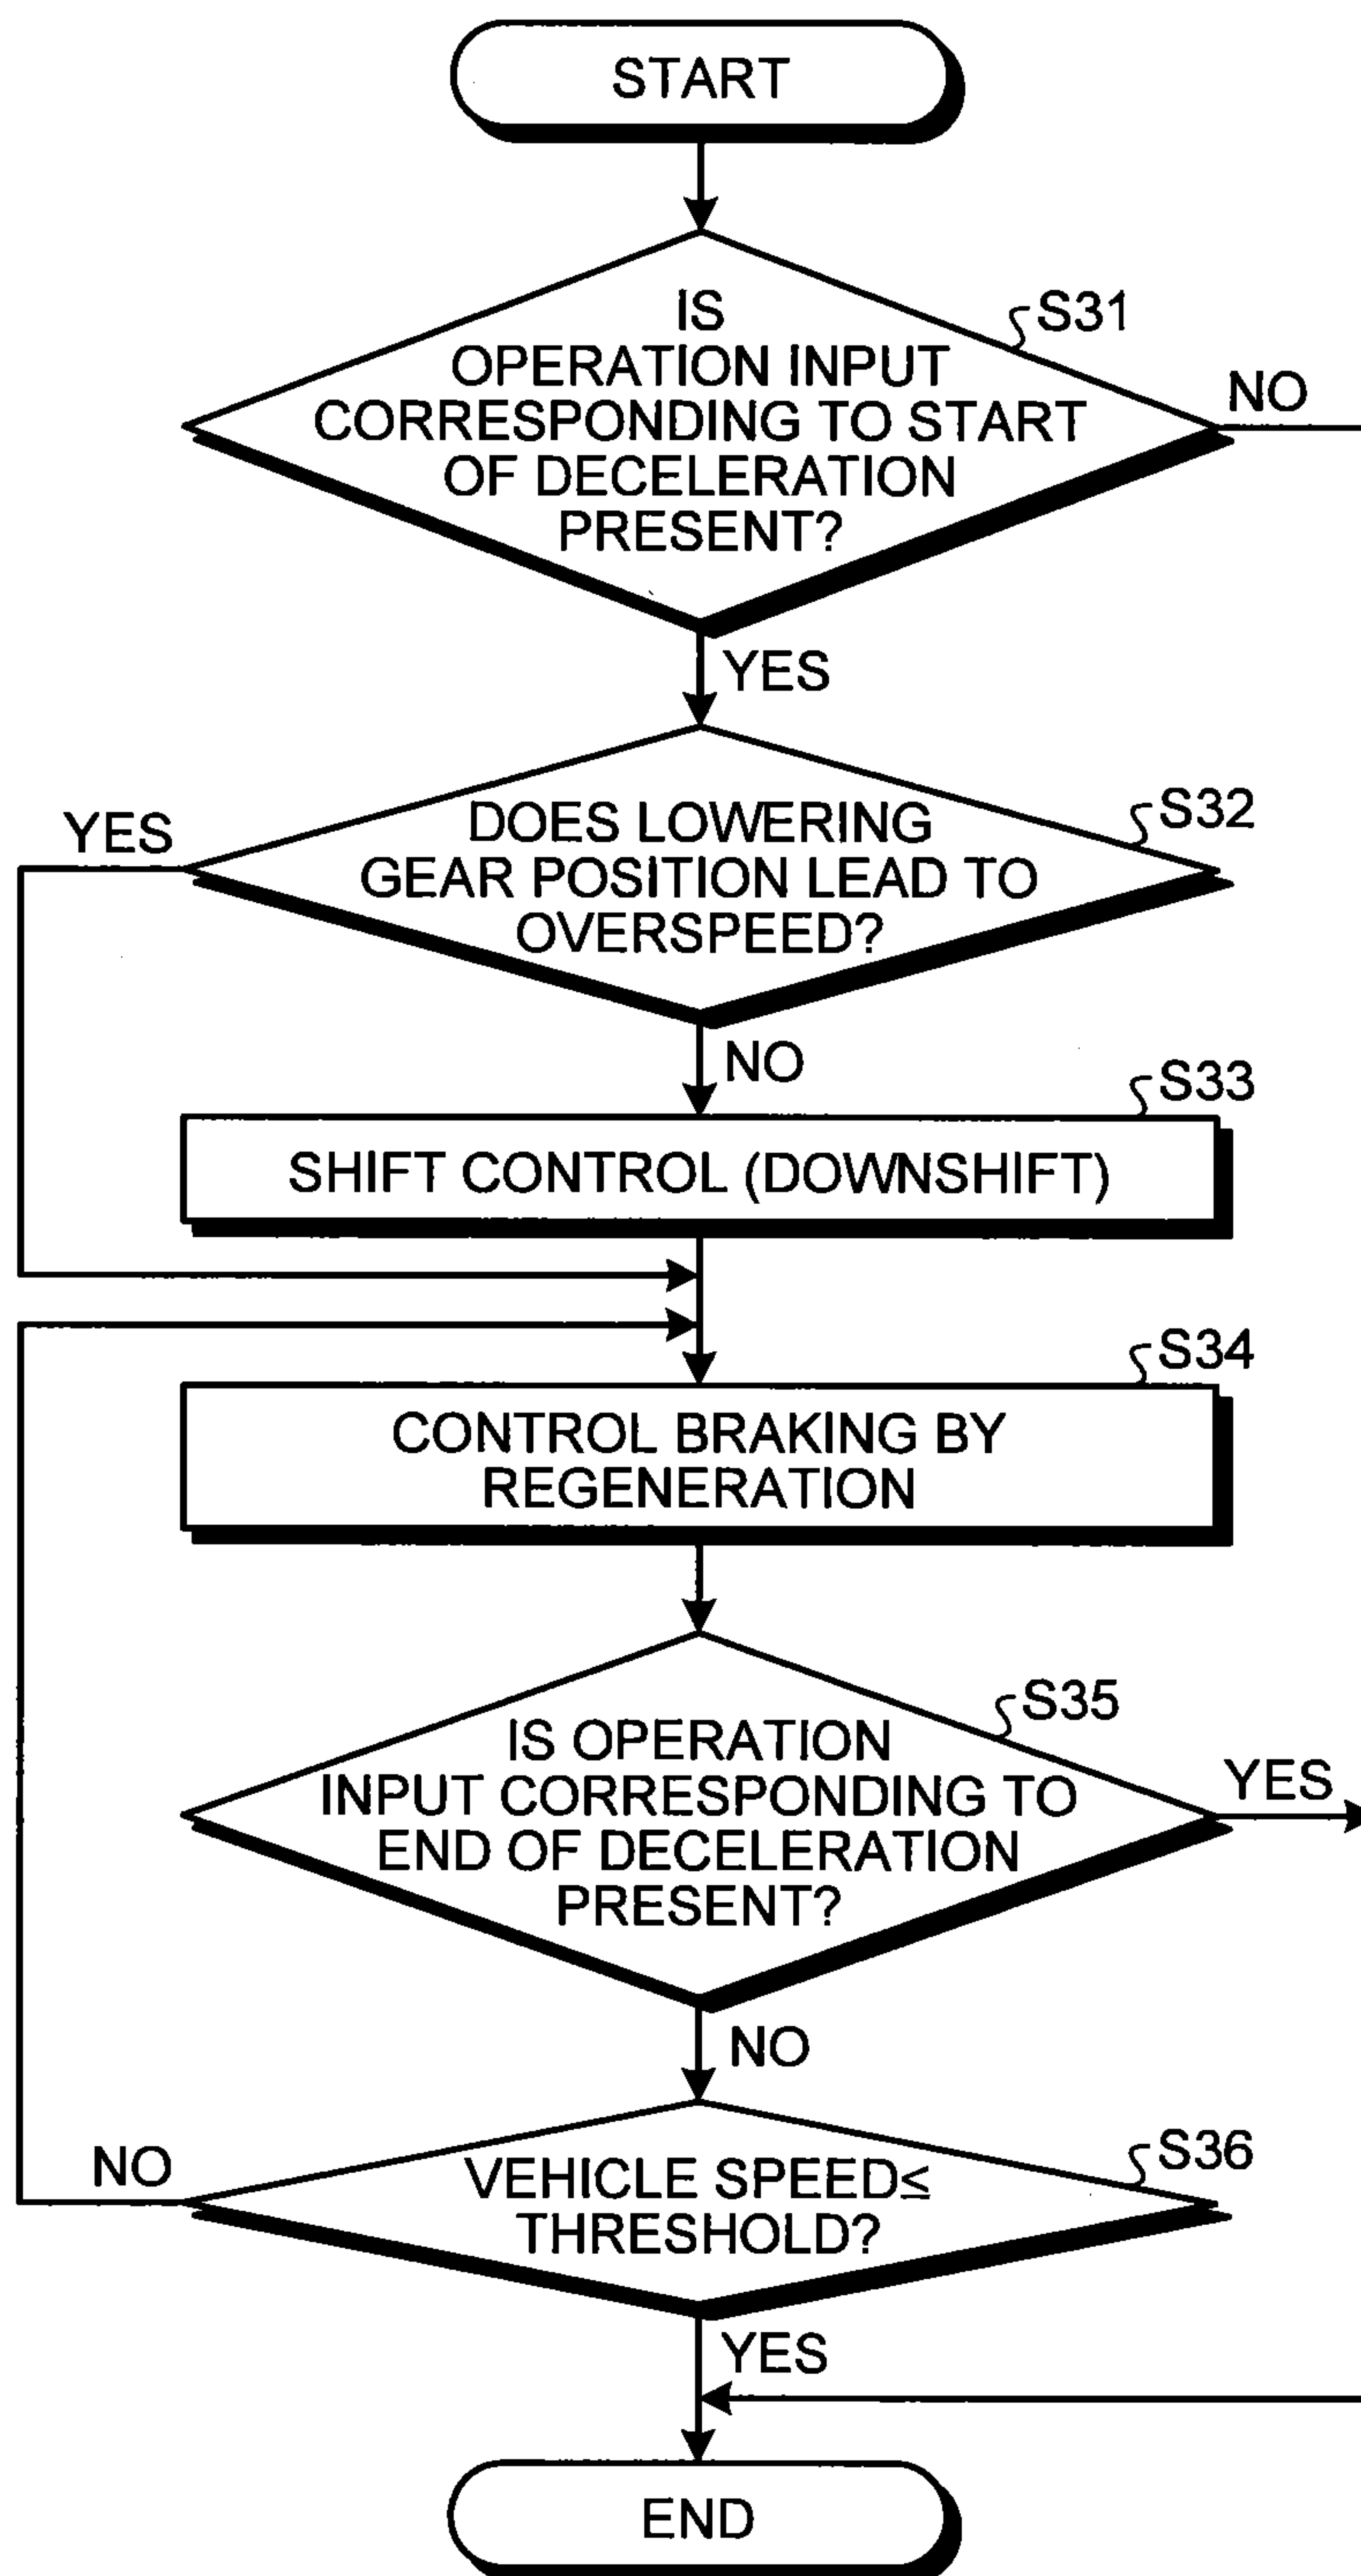 START
IS
OPERATION INPUT
CORRESPONDING TO START
OF DECELERATION
PRESENT?
S31
NO
YES
DOES LOWERING
GEAR POSITION LEAD TO
OVERSPEED?
S32
YES
NO
S33
SHIFT CONTROL (DOWNSHIFT)
S34
CONTROL BRAKING BY
REGENERATION
IS OPERATION
INPUT CORRESPONDING TO
END OF DECELERATION
PRESENT?
S35
YES
NO
VEHICLE SPEED≤
THRESHOLD?
S36
NO
YES
END